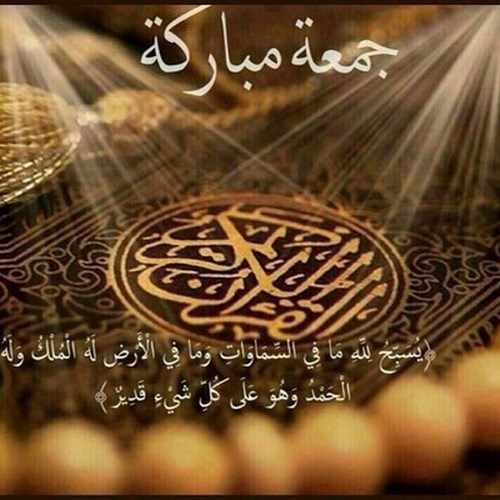 جمعة مباركة
القرآن الكريم
﴿يُسَبِّحُ لِلَّهِ مَا فِي السَّمَاوَاتِ وَمَا فِي الْأَرْضِ لَهُ الْمُلْكُ وَلَهُ
الْحَمْدُ وَهُوَ عَلَى كُلِّ شَيْءٍ قَدِيرٌ﴾